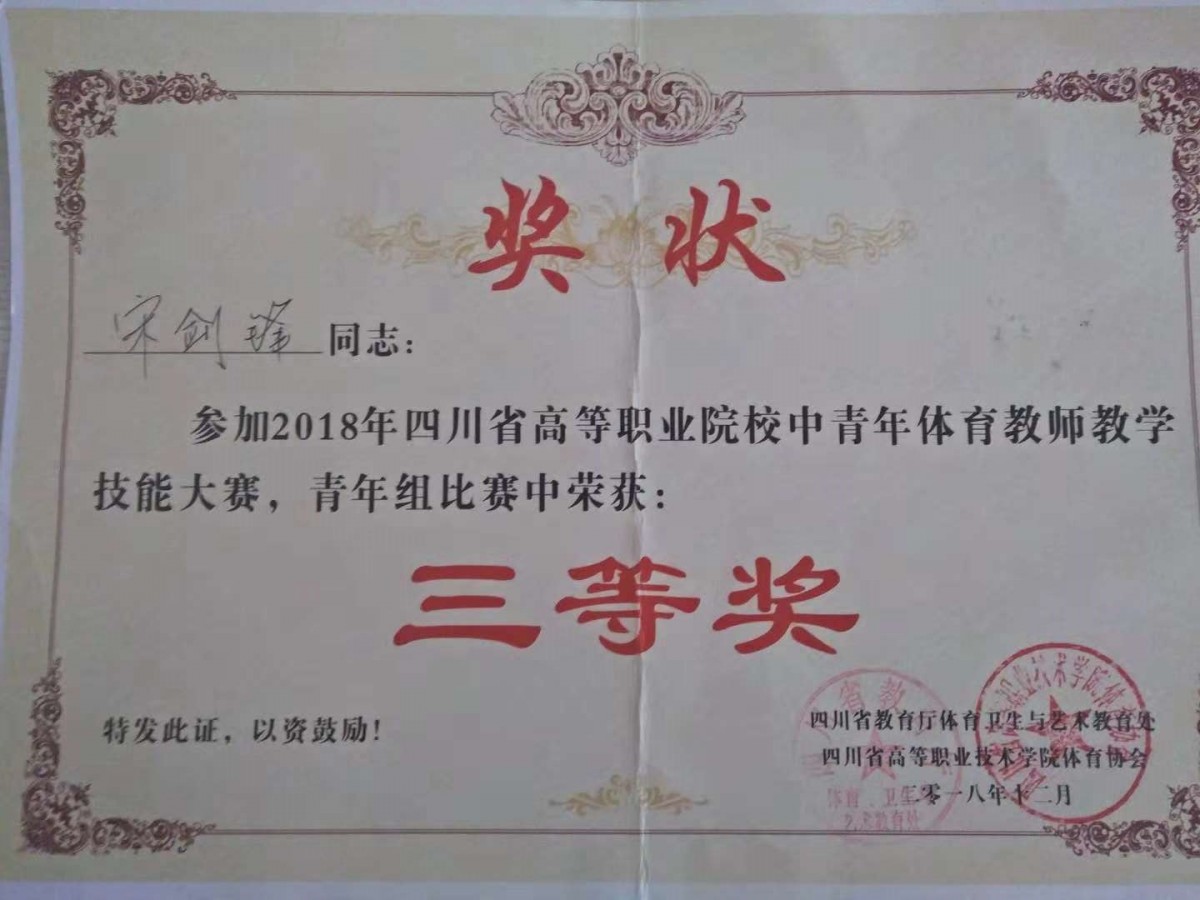 奖状
宋剑锋同志：
参加2018年四川省高等职业院校中青年体育教师教学
技能大赛，青年组比赛中荣获：
三等奖
特发此证，以资鼓励！
四川省教育厅体育卫生与艺术教育处
四川省高等职业技术学院体育协会
二零一八年十二月